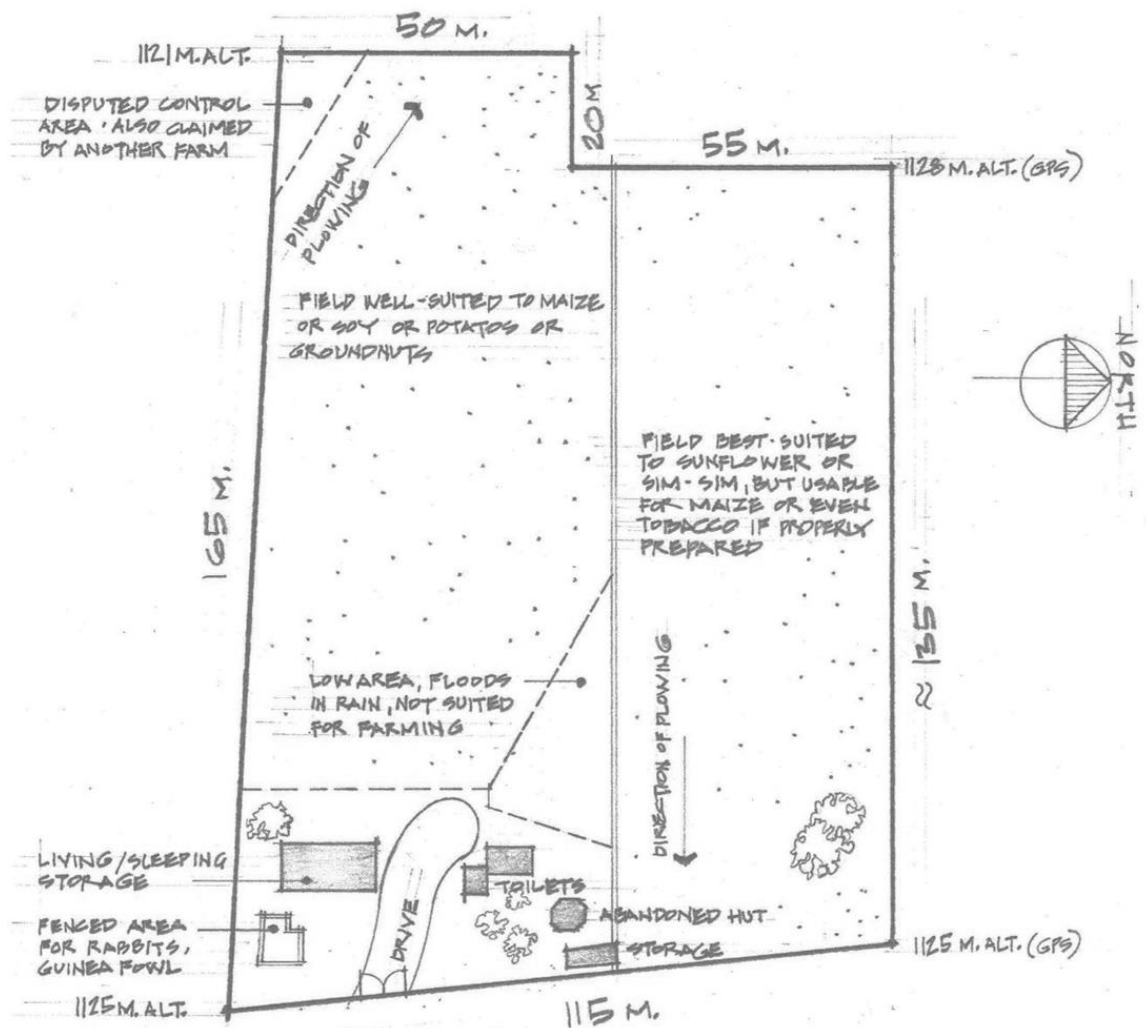 50 M.
1121 M. ALT.
DISPUTED CONTROL
AREA · ALSO CLAIMED
BY ANOTHER FARM
20 M
55 M.
1128 M. ALT. (GPS)
DIRECTION OF
PLOWING
FIELD WELL-SUITED TO MAIZE
OR SOY OR POTATOS OR
GROUNDNUTS
NORTH
165 M.
FIELD BEST-SUITED
TO SUNFLOWER OR
SIM-SIM, BUT USABLE
FOR MAIZE OR EVEN
TOBACCO IF PROPERLY
PREPARED
≈ 135 M.
LOW AREA, FLOODS
IN RAIN, NOT SUITED
FOR FARMING
DIRECTION OF PLOWING
LIVING/SLEEPING
STORAGE
TOILETS
FENCED AREA
FOR RABBITS,
GUINEA FOWL
DRIVE
ABANDONED HUT
STORAGE
1125 M. ALT. (GPS)
1125 M. ALT.
115 M.